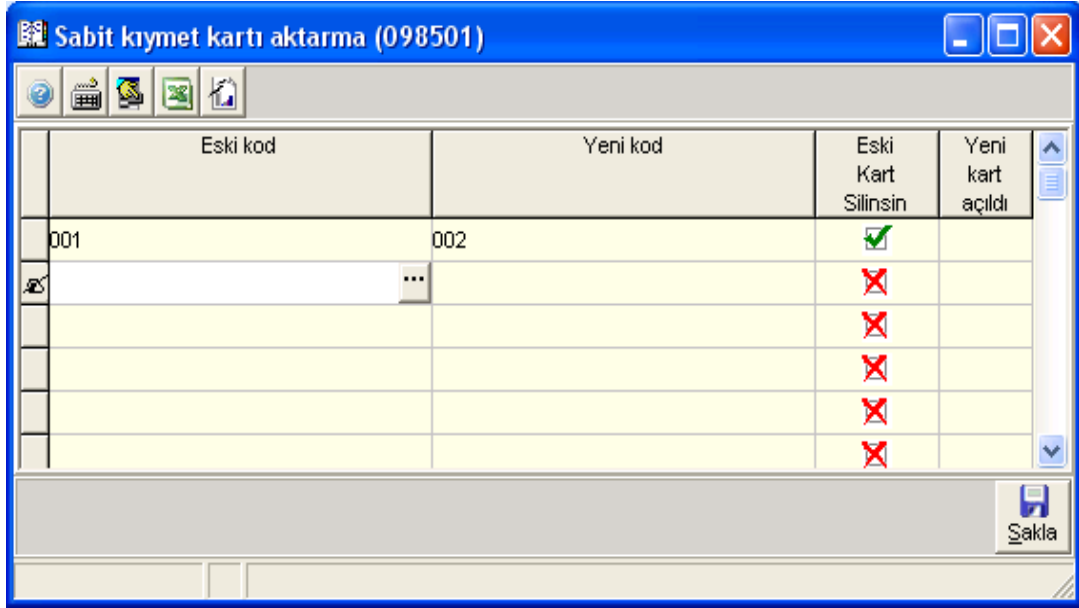 Sabit kıymet kartı aktarma (098501)
Eski kod Yeni kod Eski Kart Silinsin Yeni kart açıldı
001 002
...
Sakla